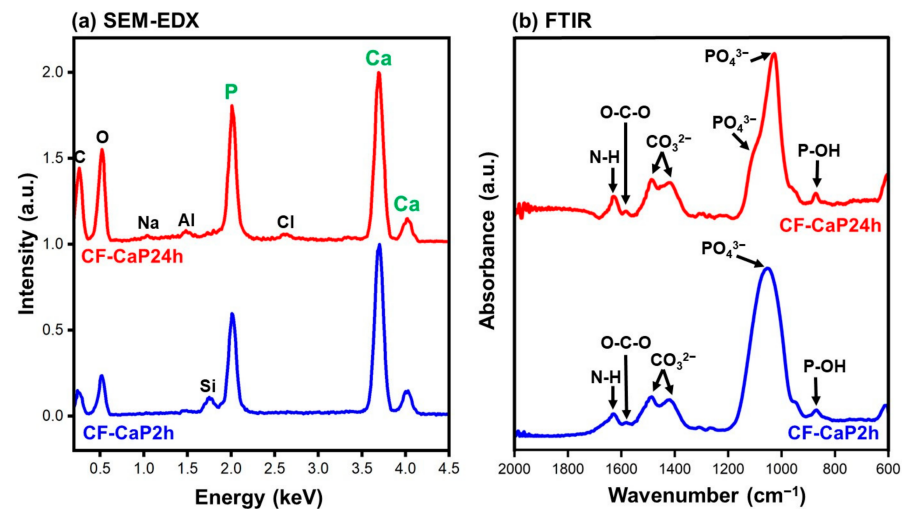 (a) SEM-EDX
Intensity (a.u.)
2.0
1.5
1.0
0.5
0.0
C
O
Na
Al
P
Cl
Ca
Ca
CF-CaP24h
Si
CF-CaP2h
0.5 1.0 1.5 2.0 2.5 3.0 3.5 4.0 4.5
Energy (keV)
(b) FTIR
Absorbance (a.u.)
PO₄³⁻
PO₄³⁻
O-C-O
CO₃²⁻
N-H
P-OH
CF-CaP24h
PO₄³⁻
O-C-O
CO₃²⁻
N-H
P-OH
CF-CaP2h
2000 1800 1600 1400 1200 1000 800 600
Wavenumber (cm⁻¹)